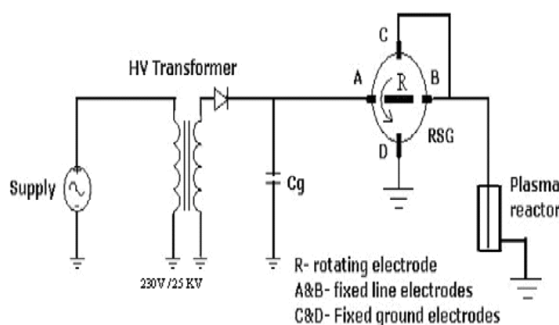 C
HV Transformer
A
R
B
D
RSG
Supply
Cg
Plasma
reactor
230V /25 KV
R- rotating electrode
A&B- fixed line electrodes
C&D- Fixed ground electrodes